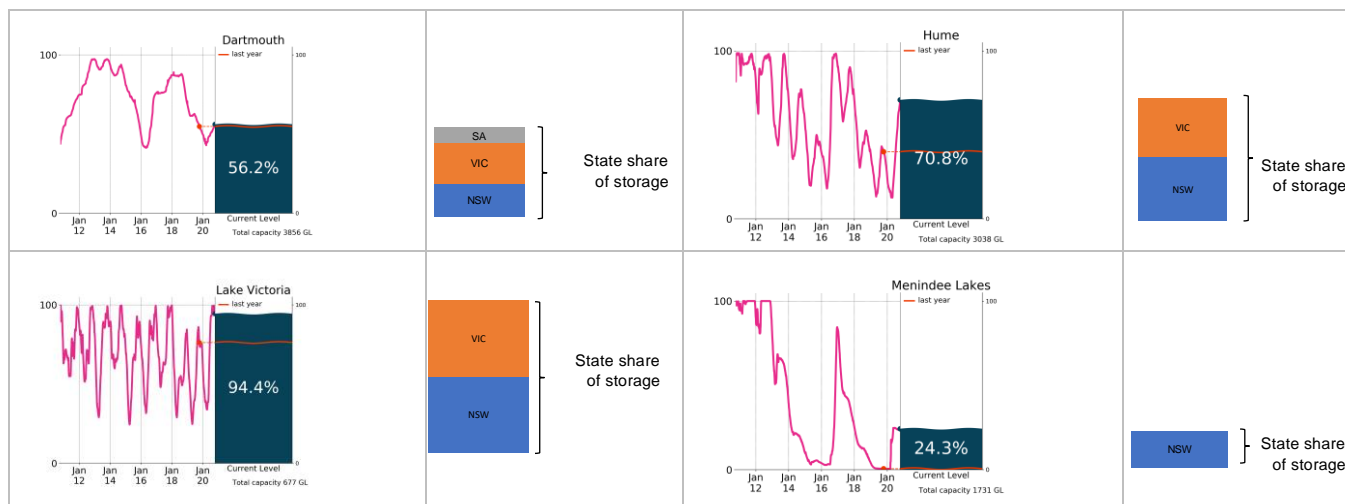 Dartmouth
last year
100
100
56.2%
0
0
Jan 12
Jan 14
Jan 16
Jan 18
Jan 20
Current Level
Total capacity 3856 GL
SA
VIC
NSW
State share
of storage
Hume
last year
100
100
70.8%
0
0
Jan 12
Jan 14
Jan 16
Jan 18
Jan 20
Current Level
Total capacity 3038 GL
VIC
NSW
State share
of storage
Lake Victoria
last year
100
100
94.4%
0
0
Jan 12
Jan 14
Jan 16
Jan 18
Jan 20
Current Level
Total capacity 677 GL
VIC
NSW
State share
of storage
Menindee Lakes
last year
100
100
24.3%
0
0
Jan 12
Jan 14
Jan 16
Jan 18
Jan 20
Current Level
Total capacity 1731 GL
NSW
State share
of storage